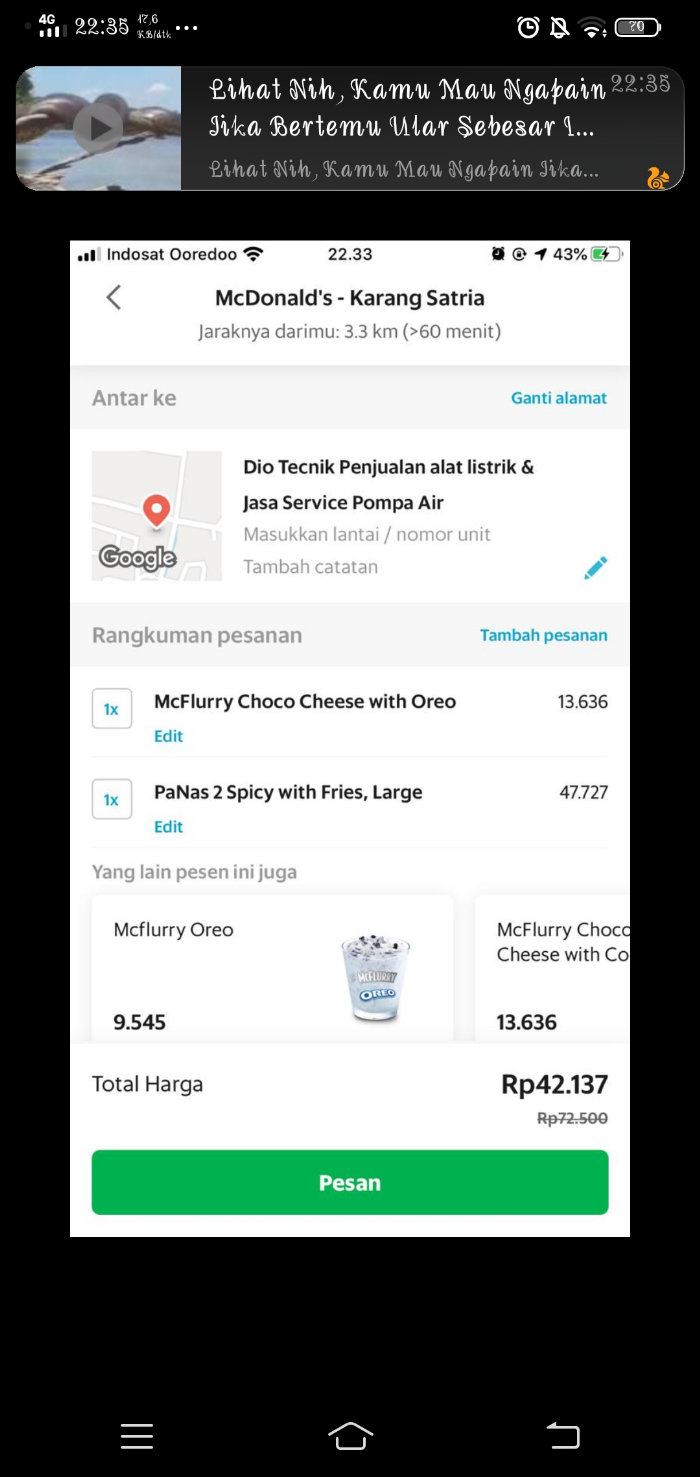 4G 22:35 17,6 KB/dtk ...
70
Lihat Nih, Kamu Mau Ngapain 22:35
Jika Bertemu Ular Sebesar I...
Lihat Nih, Kamu Mau Ngapain Jika...
Indosat Ooredoo 22.33 43%
McDonald's - Karang Satria
Jaraknya darimu: 3.3 km (>60 menit)
Antar ke Ganti alamat
Dio Tecnik Penjualan alat listrik &
Jasa Service Pompa Air
Masukkan lantai / nomor unit
Google
Tambah catatan
Rangkuman pesanan Tambah pesanan
1x McFlurry Choco Cheese with Oreo 13.636
Edit
1x PaNas 2 Spicy with Fries, Large 47.727
Edit
Yang lain pesen ini juga
Mcflurry Oreo
McFLURRY
OREO
9.545
McFlurry Choco
Cheese with Co
13.636
Total Harga Rp42.137
Rp72.500
Pesan